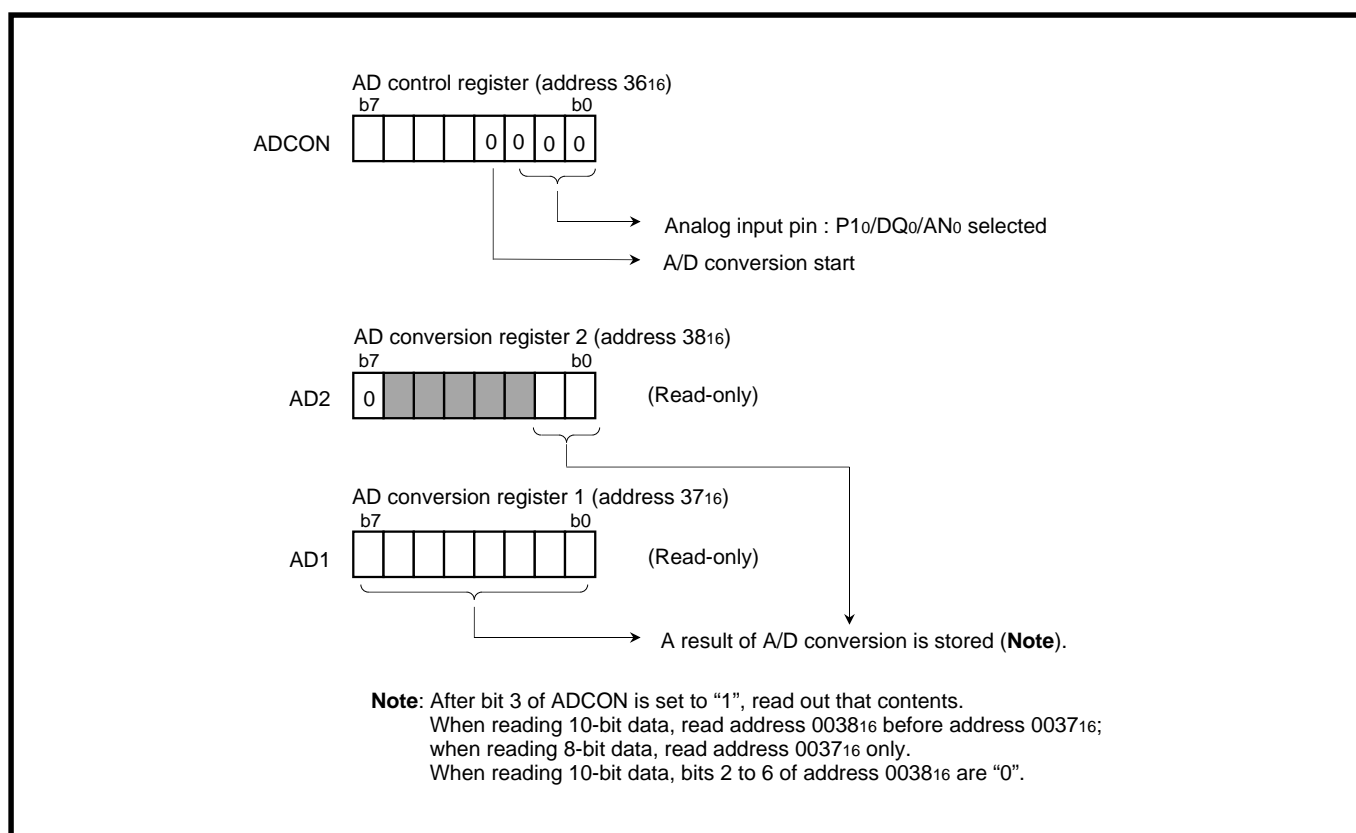 AD control register (address 36₁₆)
b7 b0
ADCON 0 0 0 0
Analog input pin : P1₀/DQ₀/AN₀ selected
A/D conversion start
AD conversion register 2 (address 38₁₆)
b7 b0
AD2 0 (Read-only)
AD conversion register 1 (address 37₁₆)
b7 b0
AD1 (Read-only)
A result of A/D conversion is stored (Note).
Note: After bit 3 of ADCON is set to “1”, read out that contents.
When reading 10-bit data, read address 0038₁₆ before address 0037₁₆;
when reading 8-bit data, read address 0037₁₆ only.
When reading 10-bit data, bits 2 to 6 of address 0038₁₆ are “0”.